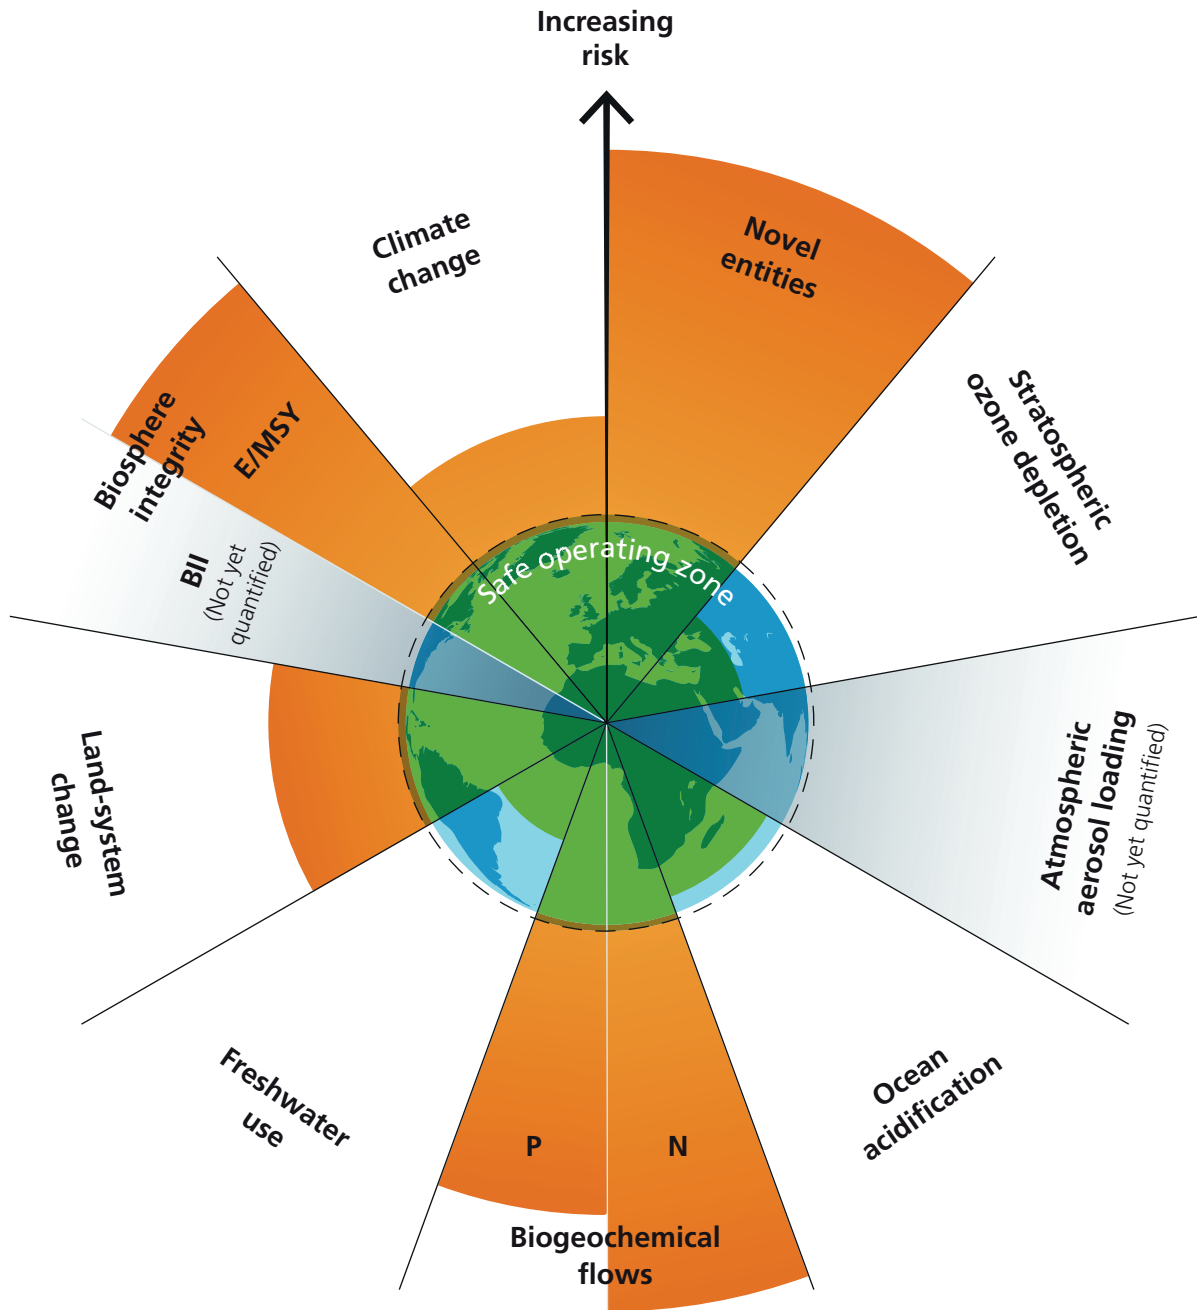 Increasing
risk
Climate
change
Novel
entities
Stratospheric
ozone depletion
Biosphere
integrity
E/MSY
BII
(Not yet
quantified)
Safe operating zone
Land-system
change
Atmospheric
aerosol loading
(Not yet quantified)
Freshwater
use
Ocean
acidification
P
N
Biogeochemical
flows